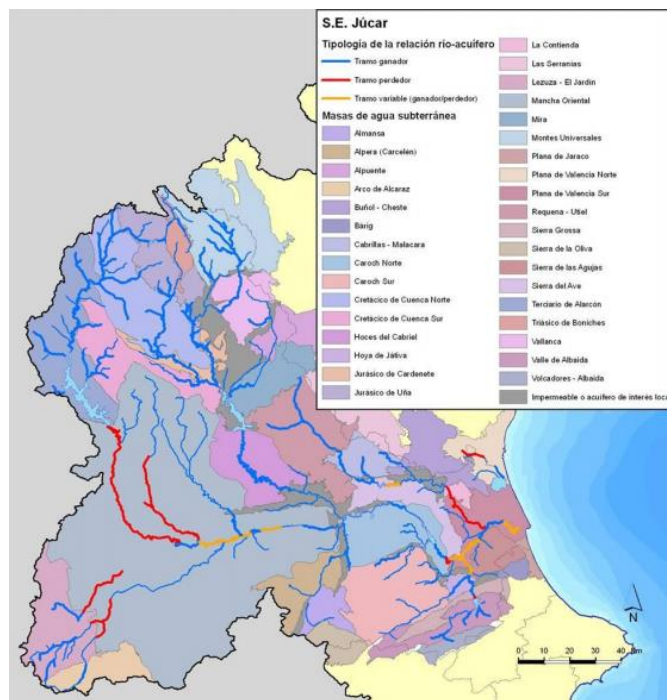 S.E. Júcar
Tipología de la relación río-acuífero
Tramo ganador
Tramo perdedor
Tramo variable (ganador/perdedor)
Masas de agua subterránea
Almansa
Alpera (Carcelén)
Alpuente
Arco de Alcaraz
Buñol - Cheste
Bárig
Cabrillas - Malacara
Caroch Norte
Caroch Sur
Cretácico de Cuenca Norte
Cretácico de Cuenca Sur
Hoces del Cabriel
Hoya de Játiva
Jurásico de Cardenete
Jurásico de Uña
La Contienda
Las Serranías
Lezuza - El Jardín
Mancha Oriental
Mira
Montes Universales
Plana de Jaraco
Plana de Valencia Norte
Plana de Valencia Sur
Requena - Utiel
Sierra Grossa
Sierra de la Oliva
Sierra de las Agujas
Sierra del Ave
Terciario de Alarcón
Triásico de Boniches
Vallanca
Valle de Albaida
Volcadores - Albaida
Impermeable o acuífero de interés loca
N
0 10 20 40 Km